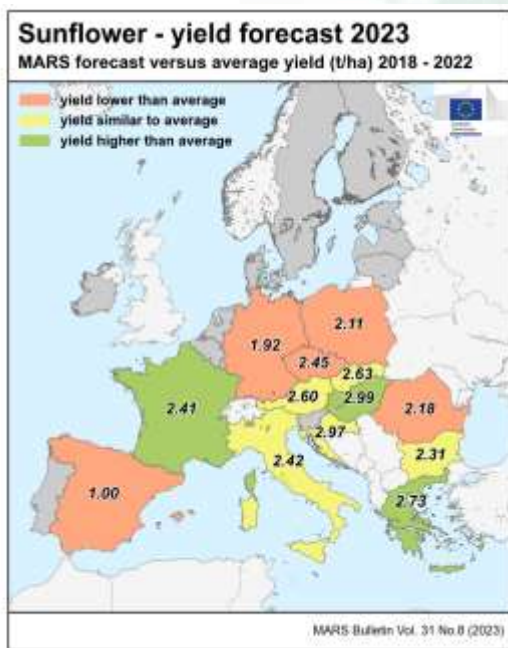 Sunflower - yield forecast 2023
MARS forecast versus average yield (t/ha) 2018 - 2022
yield lower than average
yield similar to average
yield higher than average
2.11
1.92
2.45
2.63
2.60
2.99
2.41
2.18
2.97
2.31
2.42
2.73
1.00
MARS Bulletin Vol. 31 No.8 (2023)